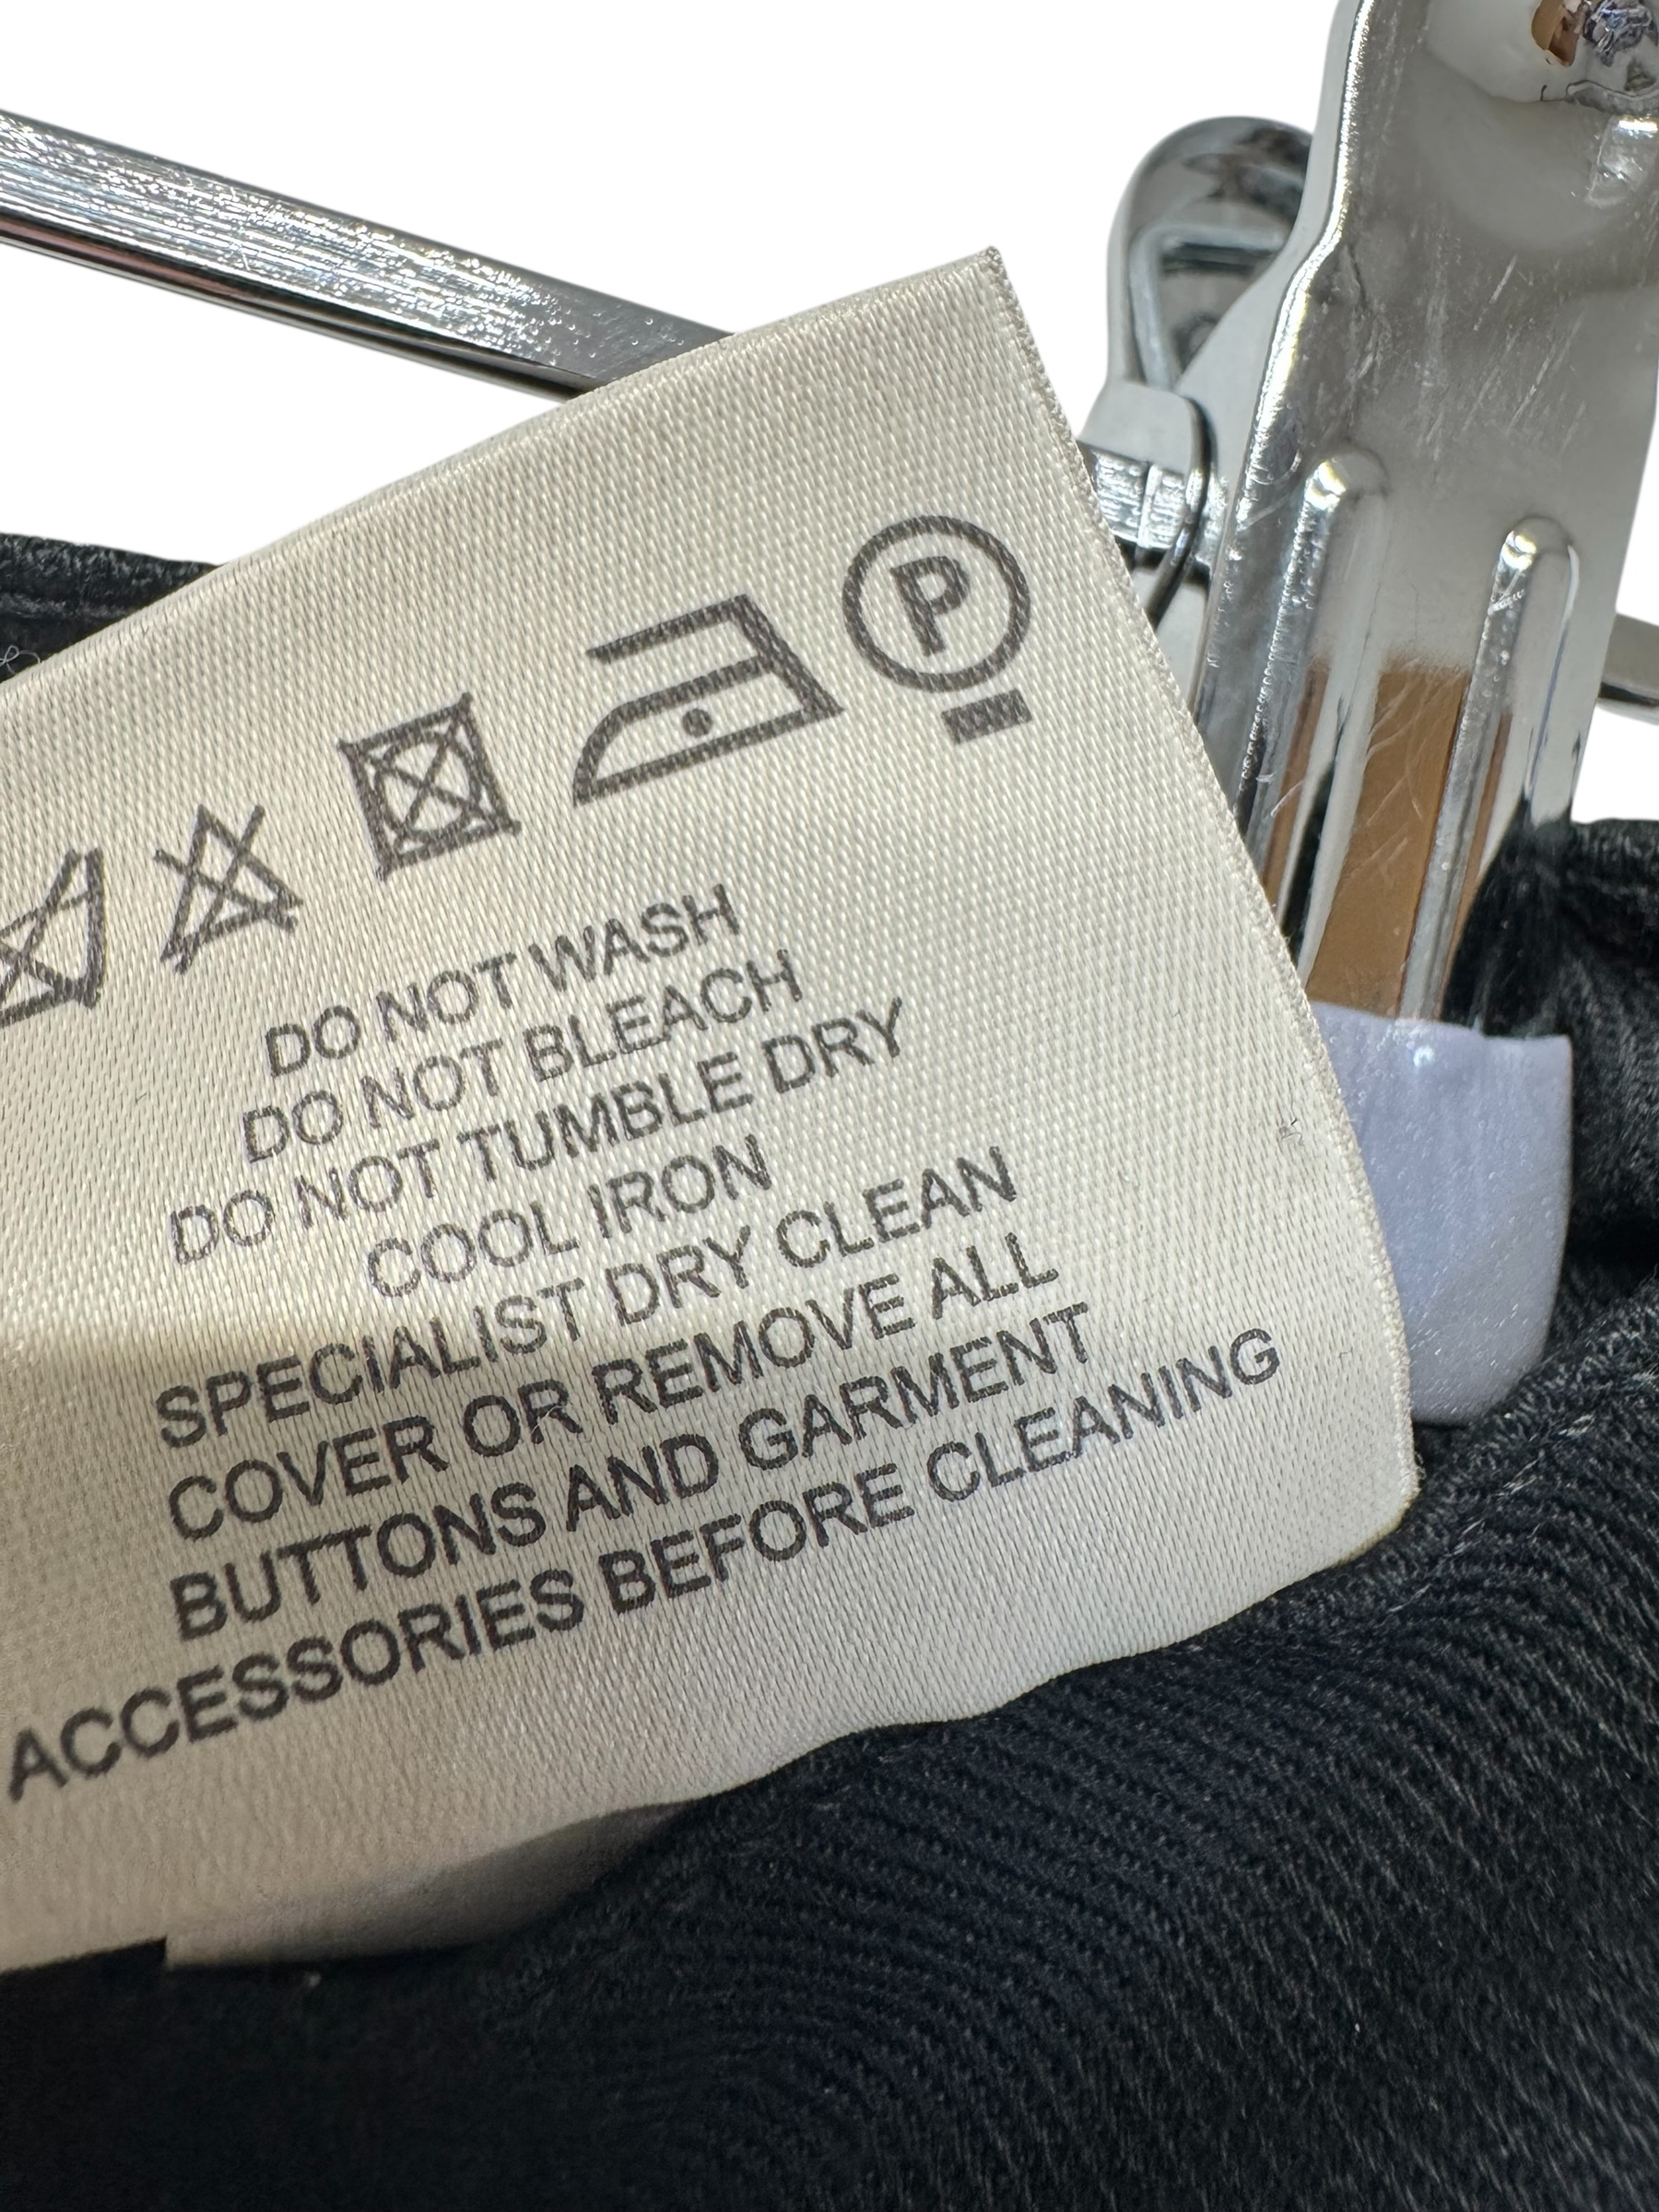 P
DO NOT WASH
DO NOT BLEACH
DO NOT TUMBLE DRY
COOL IRON
SPECIALIST DRY CLEAN
COVER OR REMOVE ALL
BUTTONS AND GARMENT
ACCESSORIES BEFORE CLEANING